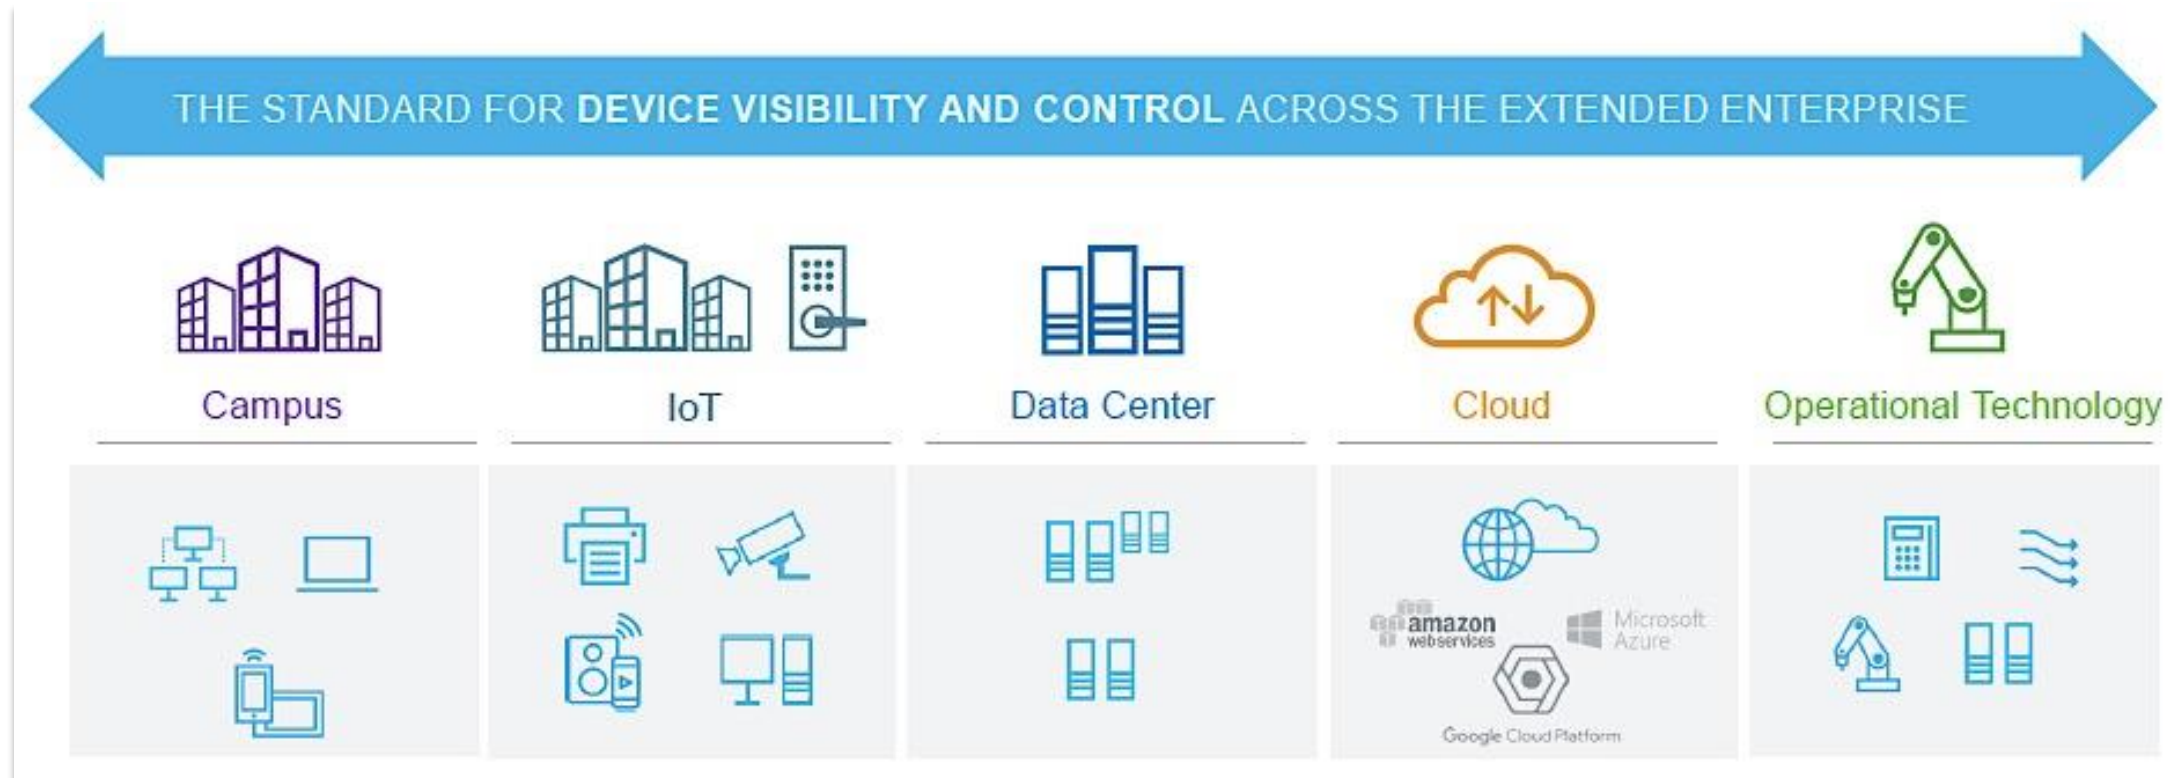 THE STANDARD FOR DEVICE VISIBILITY AND CONTROL ACROSS THE EXTENDED ENTERPRISE
Campus
IoT
Data Center
Cloud
Operational Technology
amazon
webservices
Microsoft
Azure
Google Cloud Platform